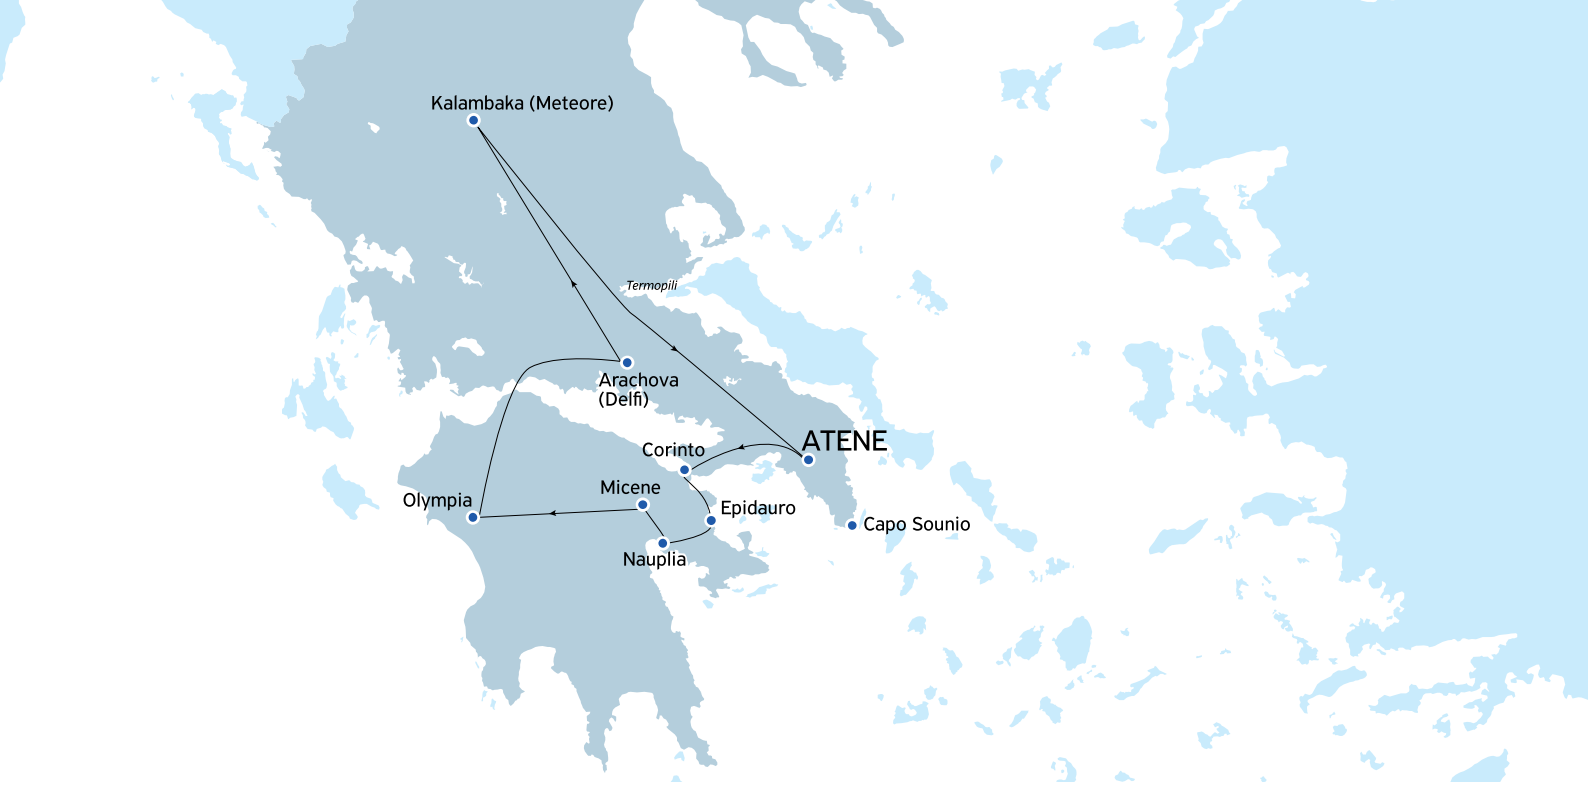 Kalambaka (Meteore)
Termopili
Arachova
(Delfi)
ATENE
Corinto
Micene
Olympia
Epidauro
Capo Sounio
Nauplia